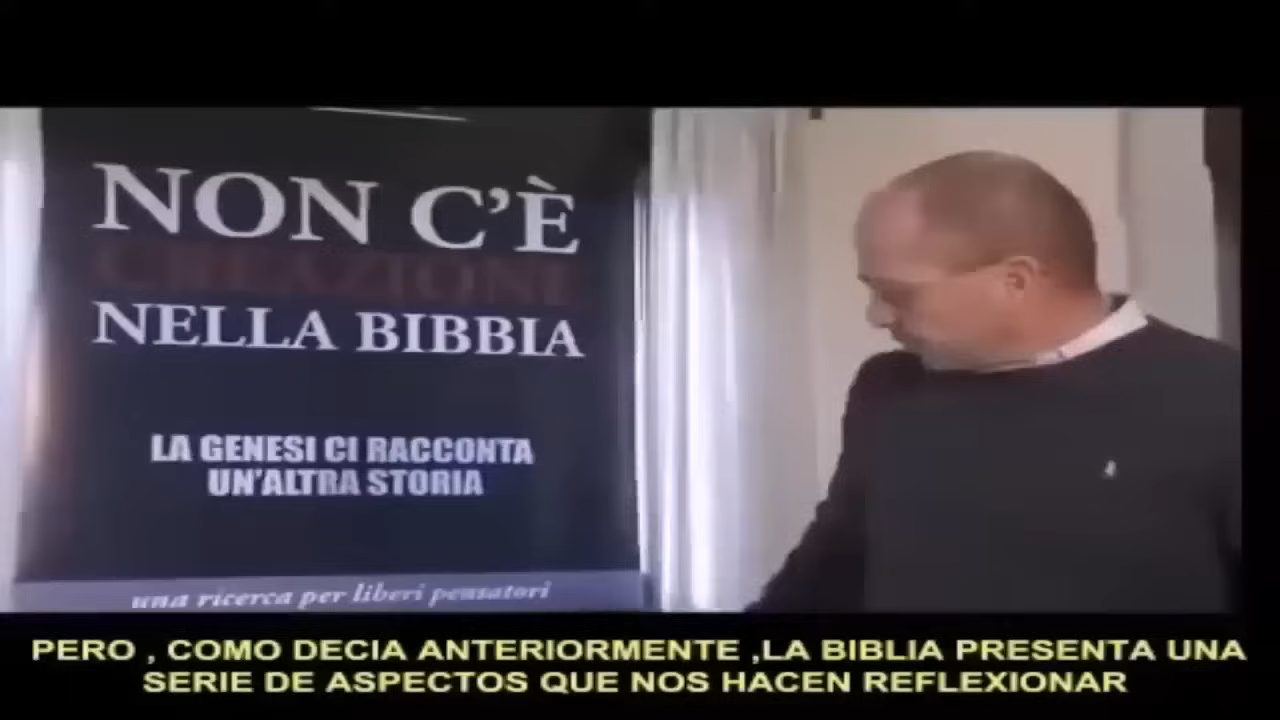 NON C'È
CREAZIONE
NELLA BIBBIA
LA GENESI CI RACCONTA
UN'ALTRA STORIA
una ricerca per liberi pensatori
PERO , COMO DECIA ANTERIORMENTE ,LA BIBLIA PRESENTA UNA
SERIE DE ASPECTOS QUE NOS HACEN REFLEXIONAR